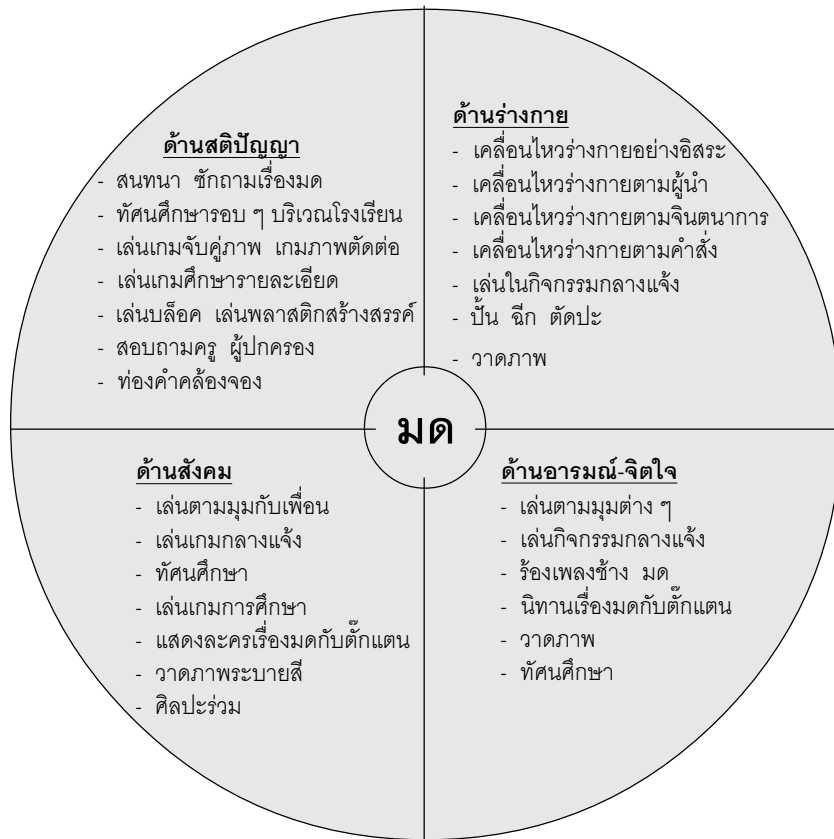 ด้านสติปัญญา
- สนทนา ซักถามเรื่องมด
- ทัศนศึกษารอบ ๆ บริเวณโรงเรียน
- เล่นเกมจับคู่ภาพ เกมภาพตัดต่อ
- เล่นเกมศึกษารายละเอียด
- เล่นบล็อค เล่นพลาสติกสร้างสรรค์
- สอบถามครู ผู้ปกครอง
- ท่องคำคล้องจอง
ด้านร่างกาย
- เคลื่อนไหวร่างกายอย่างอิสระ
- เคลื่อนไหวร่างกายตามผู้นำ
- เคลื่อนไหวร่างกายตามจินตนาการ
- เคลื่อนไหวร่างกายตามคำสั่ง
- เล่นในกิจกรรมกลางแจ้ง
- ปั้น ฉีก ตัดปะ
- วาดภาพ
มด
ด้านสังคม
- เล่นตามมุมกับเพื่อน
- เล่นเกมกลางแจ้ง
- ทัศนศึกษา
- เล่นเกมการศึกษา
- แสดงละครเรื่องมดกับตั๊กแตน
- วาดภาพระบายสี
- ศิลปะร่วม
ด้านอารมณ์-จิตใจ
- เล่นตามมุมต่าง ๆ
- เล่นกิจกรรมกลางแจ้ง
- ร้องเพลงช้าง มด
- นิทานเรื่องมดกับตั๊กแตน
- วาดภาพ
- ทัศนศึกษา